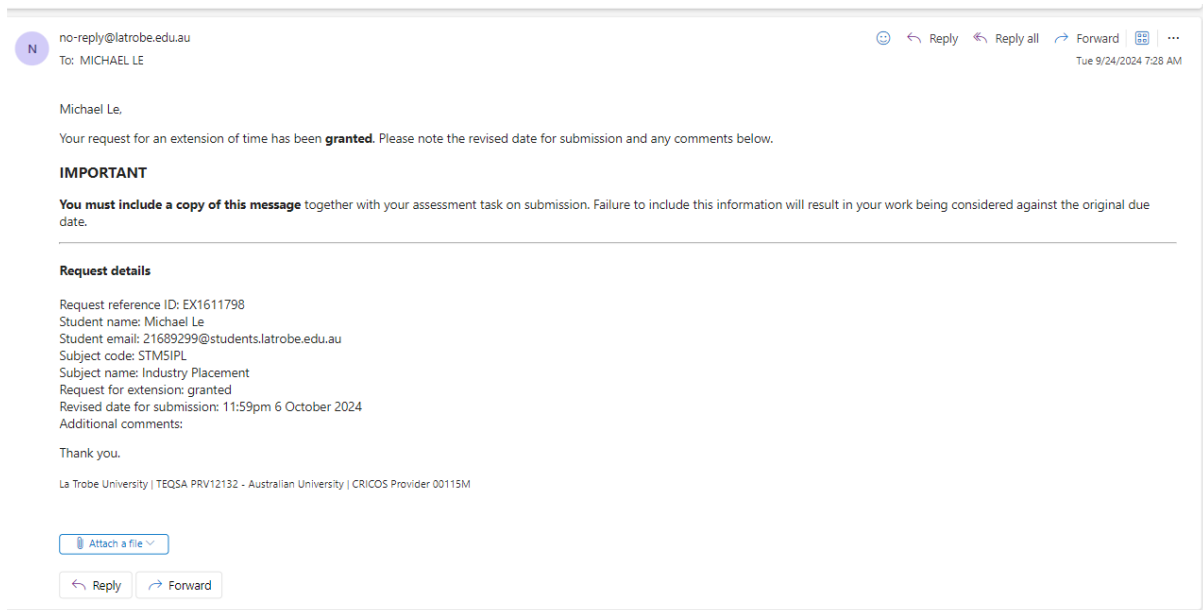 N
no-reply@latrobe.edu.au
To: MICHAEL LE
Reply
Reply all
Forward
Tue 9/24/2024 7:28 AM
Michael Le,
Your request for an extension of time has been granted. Please note the revised date for submission and any comments below.
IMPORTANT
You must include a copy of this message together with your assessment task on submission. Failure to include this information will result in your work being considered against the original due
date.
Request details
Request reference ID: EX1611798
Student name: Michael Le
Student email: 21689299@students.latrobe.edu.au
Subject code: STM5IPL
Subject name: Industry Placement
Request for extension: granted
Revised date for submission: 11:59pm 6 October 2024
Additional comments:
Thank you.
La Trobe University | TEQSA PRV12132 - Australian University | CRICOS Provider 00115M
Attach a file
Reply
Forward